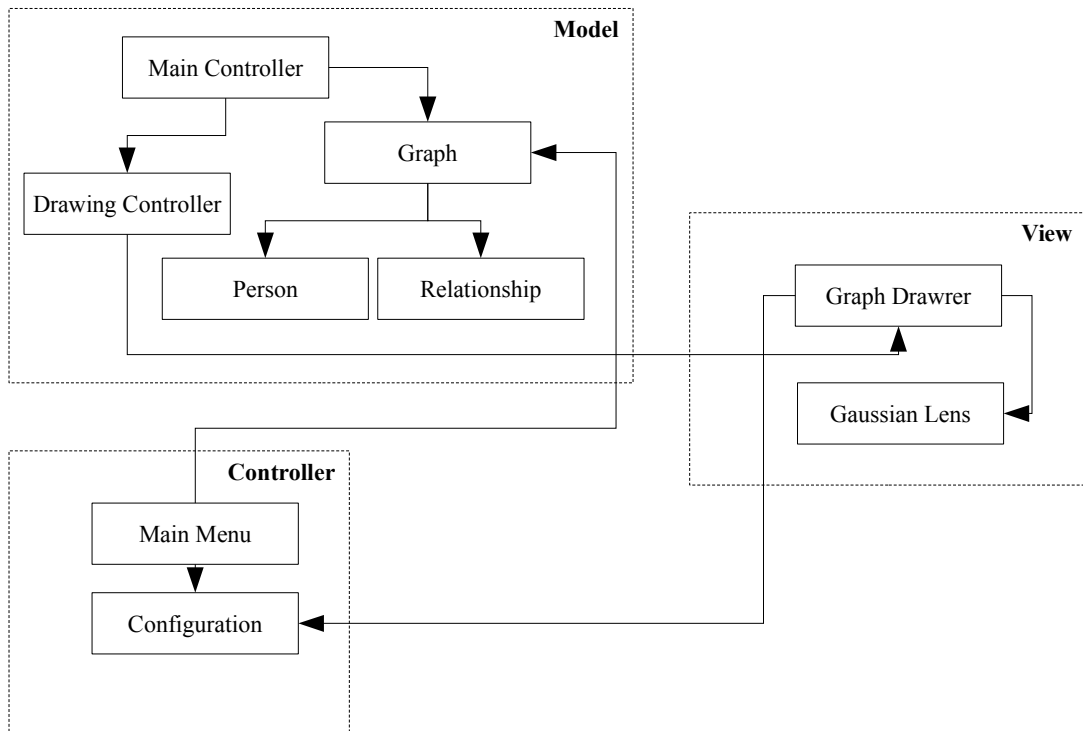 Model
Main Controller
Graph
Drawing Controller
Person
Relationship
View
Graph Drawrer
Gaussian Lens
Controller
Main Menu
Configuration